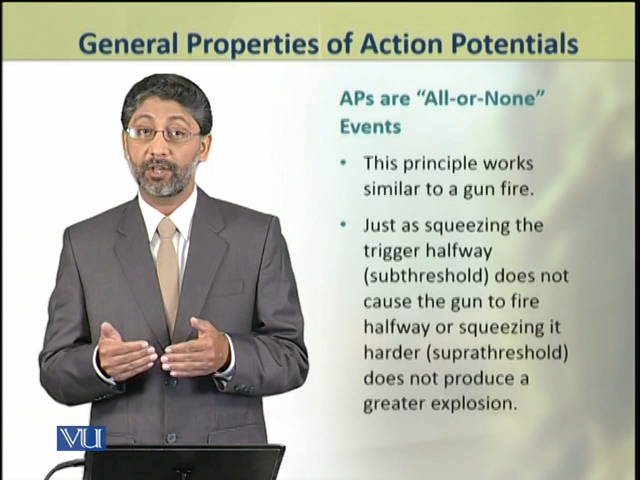 General Properties of Action Potentials
APs are “All-or-None”
Events
• This principle works
similar to a gun fire.
• Just as squeezing the
trigger halfway
(subthreshold) does not
cause the gun to fire
halfway or squeezing it
harder (suprathreshold)
does not produce a
greater explosion.
VU